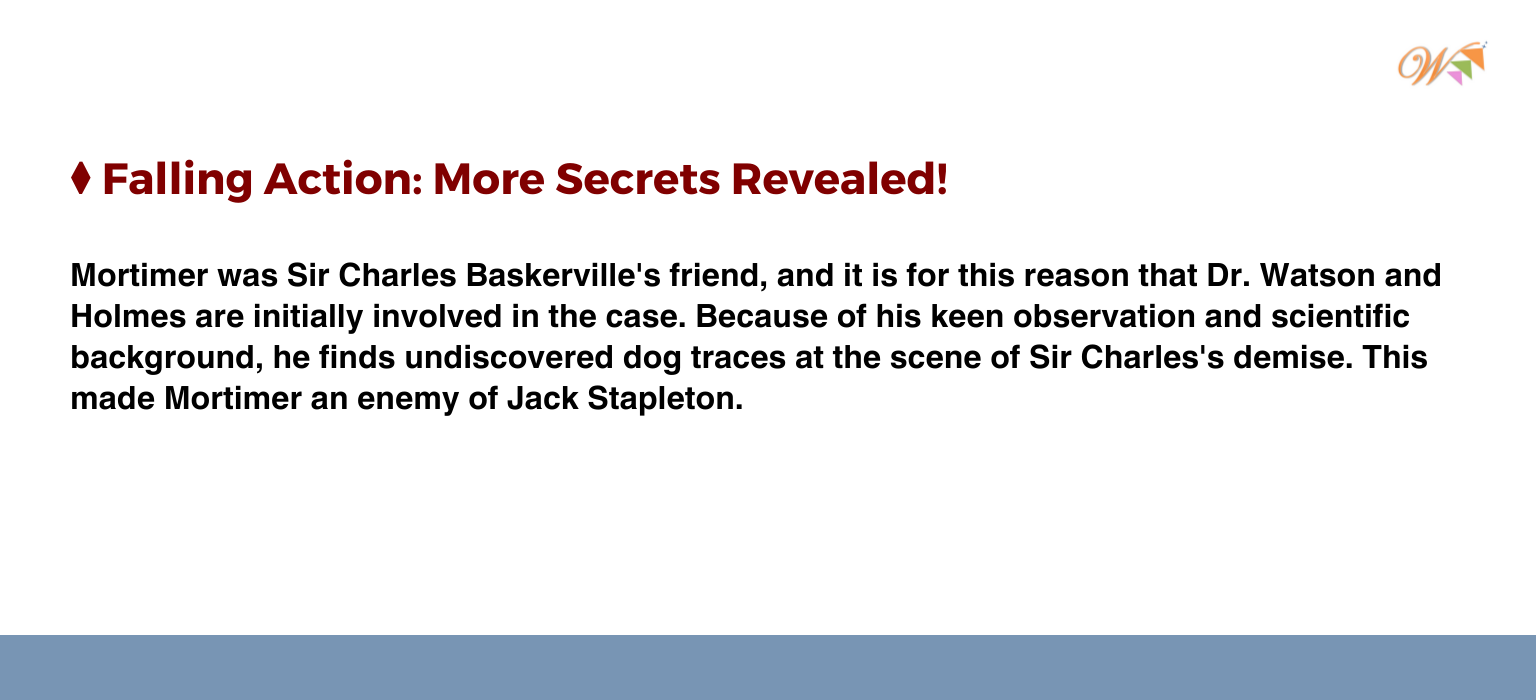 W
♦ Falling Action: More Secrets Revealed!
Mortimer was Sir Charles Baskerville's friend, and it is for this reason that Dr. Watson and
Holmes are initially involved in the case. Because of his keen observation and scientific
background, he finds undiscovered dog traces at the scene of Sir Charles's demise. This
made Mortimer an enemy of Jack Stapleton.